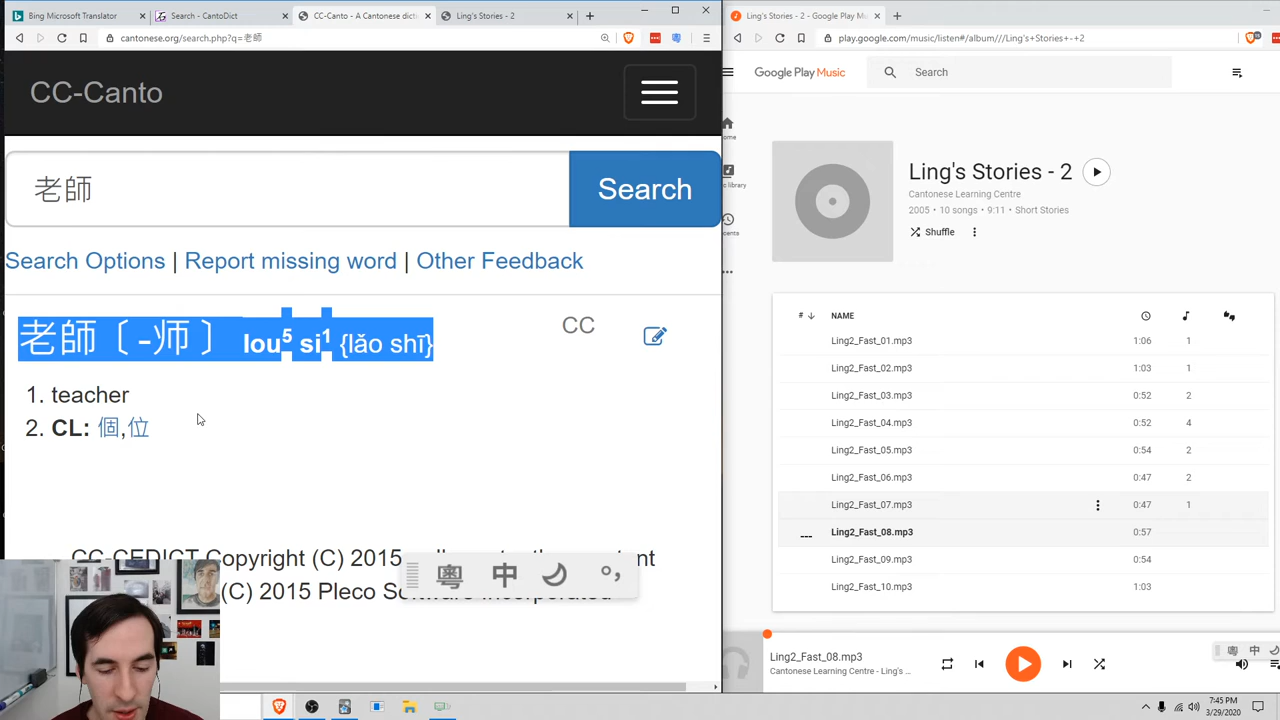 Bing Microsoft Translator
Search - CantoDict
CC-Canto - A Cantonese dicti
Ling's Stories - 2
cantonese.org/search.php?q=老師
CC-Canto
老師
Search
Search Options | Report missing word | Other Feedback
老師〔-师〕 lou5 si1 {lǎo shī}
CC
1. teacher
2. CL: 個,位
CC-CEDICT Copyright (C) 2015
(C) 2015 Pleco Software Incorporated
粵 中
Ling's Stories - 2 - Google Play Mus
play.google.com/music/listen#/album///Ling's+Stories+-+2
Google Play Music
Search
Ling's Stories - 2
Cantonese Learning Centre
2005 • 10 songs • 9:11 | Short Stories
Shuffle
# NAME
Ling2_Fast_01.mp3 1:06 1
Ling2_Fast_02.mp3 1:03 1
Ling2_Fast_03.mp3 0:52 2
Ling2_Fast_04.mp3 0:52 4
Ling2_Fast_05.mp3 0:54 2
Ling2_Fast_06.mp3 0:47 2
Ling2_Fast_07.mp3 0:47 1
Ling2_Fast_08.mp3 0:57
Ling2_Fast_09.mp3 0:54
Ling2_Fast_10.mp3 1:03
Ling2_Fast_08.mp3
Cantonese Learning Centre - Ling's ...
粵 中
7:45 PM
3/29/2020